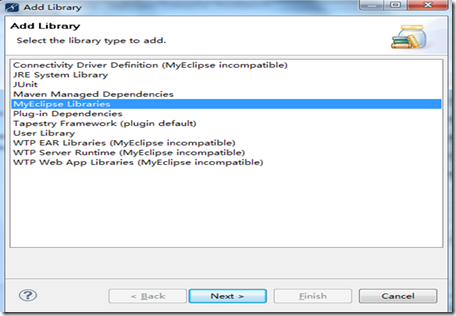 Add Library
Add Library
Select the library type to add.
Connectivity Driver Definition (MyEclipse incompatible)
JRE System Library
JUnit
Maven Managed Dependencies
MyEclipse Libraries
Plug-in Dependencies
Tapestry Framework (plugin default)
User Library
WTP EAR Libraries (MyEclipse incompatible)
WTP Server Runtime (MyEclipse incompatible)
WTP Web App Libraries (MyEclipse incompatible)
? < Back Next > Finish Cancel